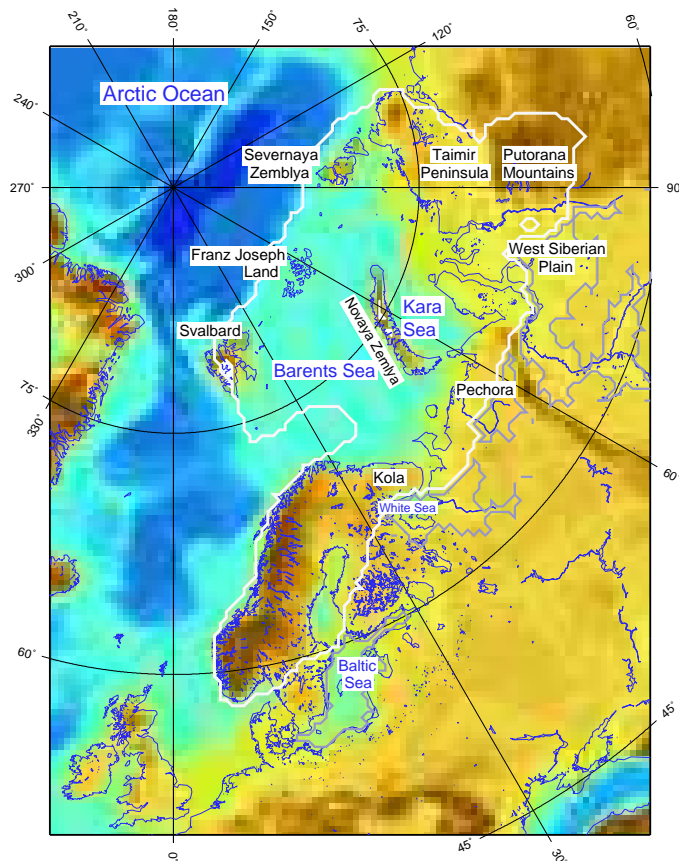 210°
180°
150°
75°
120°
60°
240°
Arctic Ocean
Severnaya
Zemblya
Taimir
Peninsula
Putorana
Mountains
270°
90°
West Siberian
Plain
Franz Joseph
Land
300°
Kara
Sea
Novaya Zemlya
Svalbard
Barents Sea
Pechora
75°
330°
60°
Kola
White Sea
60°
Baltic
Sea
45°
0°
45°
30°